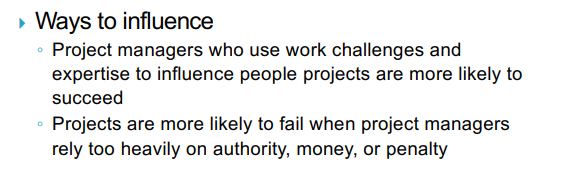 Ways to influence
Project managers who use work challenges and
expertise to influence people projects are more likely to
succeed
Projects are more likely to fail when project managers
rely too heavily on authority, money, or penalty